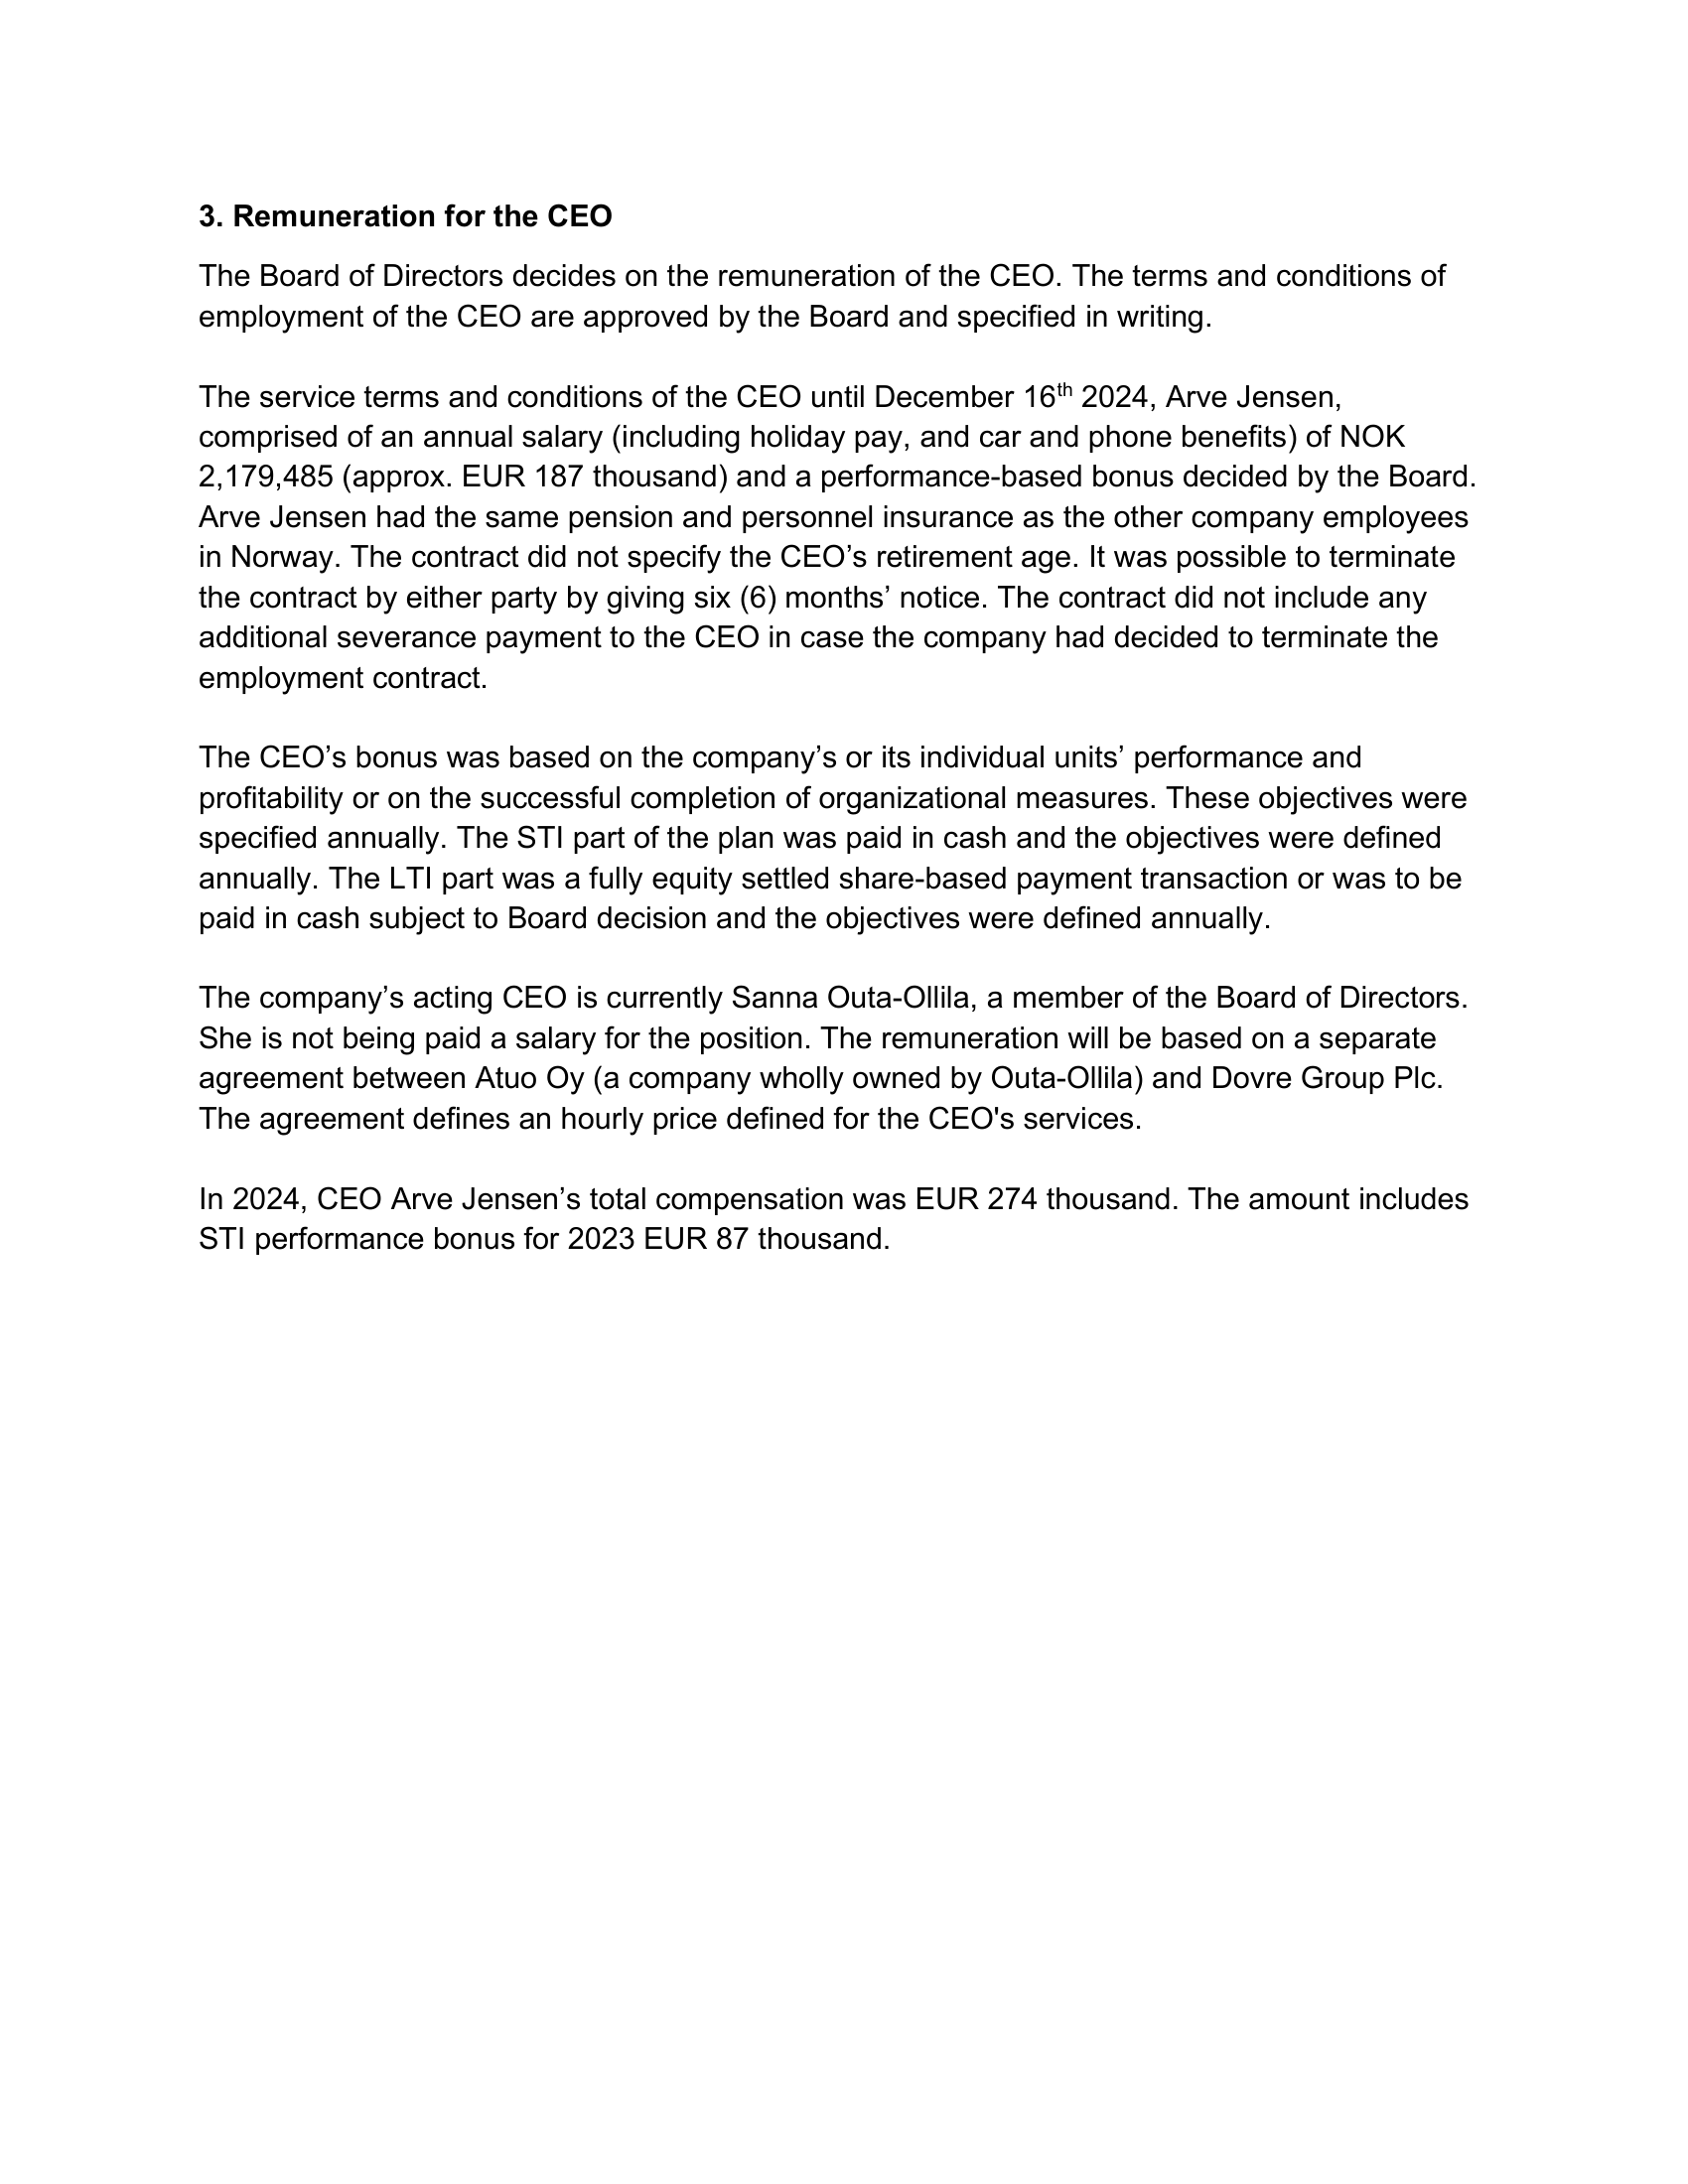 3. Remuneration for the CEO
The Board of Directors decides on the remuneration of the CEO. The terms and conditions of
employment of the CEO are approved by the Board and specified in writing.
The service terms and conditions of the CEO until December 16th 2024, Arve Jensen,
comprised of an annual salary (including holiday pay, and car and phone benefits) of NOK
2,179,485 (approx. EUR 187 thousand) and a performance-based bonus decided by the Board.
Arve Jensen had the same pension and personnel insurance as the other company employees
in Norway. The contract did not specify the CEO’s retirement age. It was possible to terminate
the contract by either party by giving six (6) months’ notice. The contract did not include any
additional severance payment to the CEO in case the company had decided to terminate the
employment contract.
The CEO’s bonus was based on the company’s or its individual units’ performance and
profitability or on the successful completion of organizational measures. These objectives were
specified annually. The STI part of the plan was paid in cash and the objectives were defined
annually. The LTI part was a fully equity settled share-based payment transaction or was to be
paid in cash subject to Board decision and the objectives were defined annually.
The company’s acting CEO is currently Sanna Outa-Ollila, a member of the Board of Directors.
She is not being paid a salary for the position. The remuneration will be based on a separate
agreement between Atuo Oy (a company wholly owned by Outa-Ollila) and Dovre Group Plc.
The agreement defines an hourly price defined for the CEO's services.
In 2024, CEO Arve Jensen’s total compensation was EUR 274 thousand. The amount includes
STI performance bonus for 2023 EUR 87 thousand.